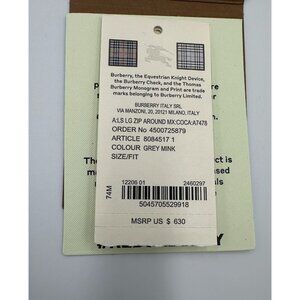 Burberry, the Equestrian Knight Device,
the Burberry Check, and the Thomas
Burberry Monogram and Print are trade
marks belonging to Burberry Limited.
BURBERRY ITALY SRL
VIA MANZONI, 20, 20121 MILANO, ITALY
A:LS LG ZIP AROUND MX:COCA:A7478
ORDER No 4500725879
ARTICLE 8084517 1
COLOUR GREY MINK
SIZE/FIT
74M
12206 01 2460297
5045705529918
MSRP US $ 630